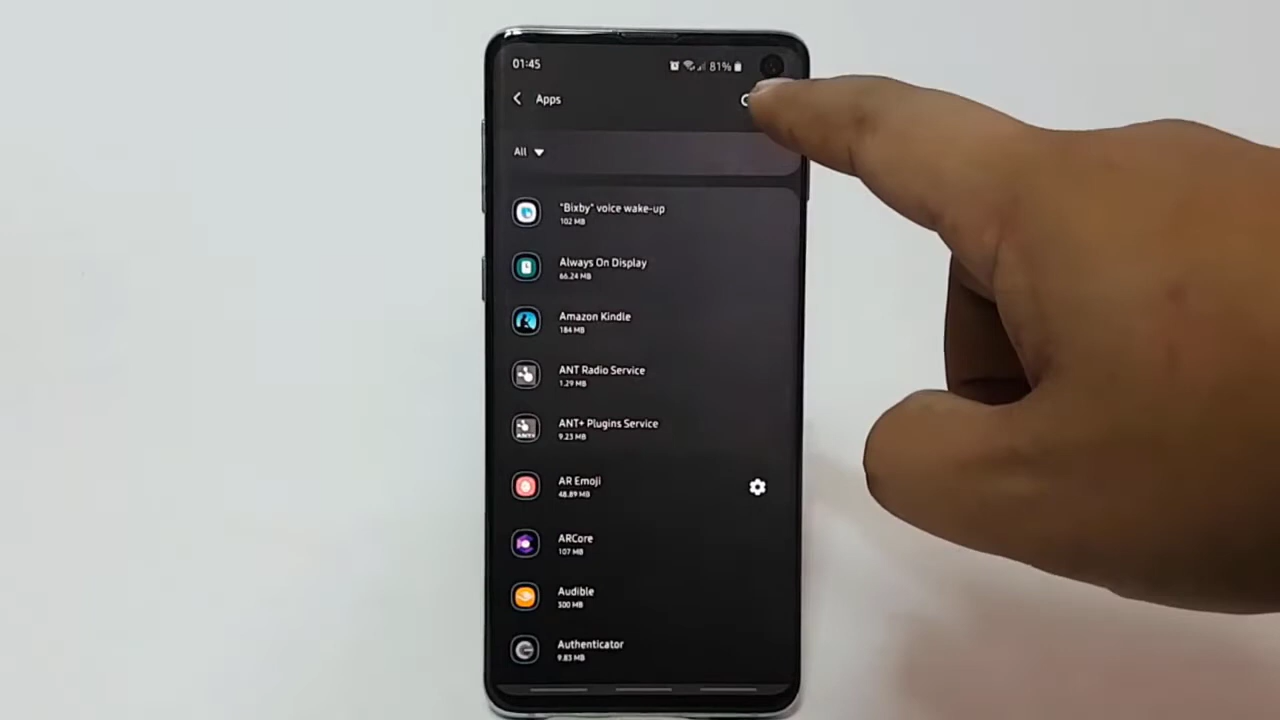 01:45
81%
Apps
All
"Bixby" voice wake-up
102 MB
Always On Display
66.24 MB
Amazon Kindle
184 MB
ANT Radio Service
1.29 MB
ANT+ Plugins Service
9.23 MB
AR Emoji
48.89 MB
ARCore
107 MB
Audible
300 MB
Authenticator
9.83 MB